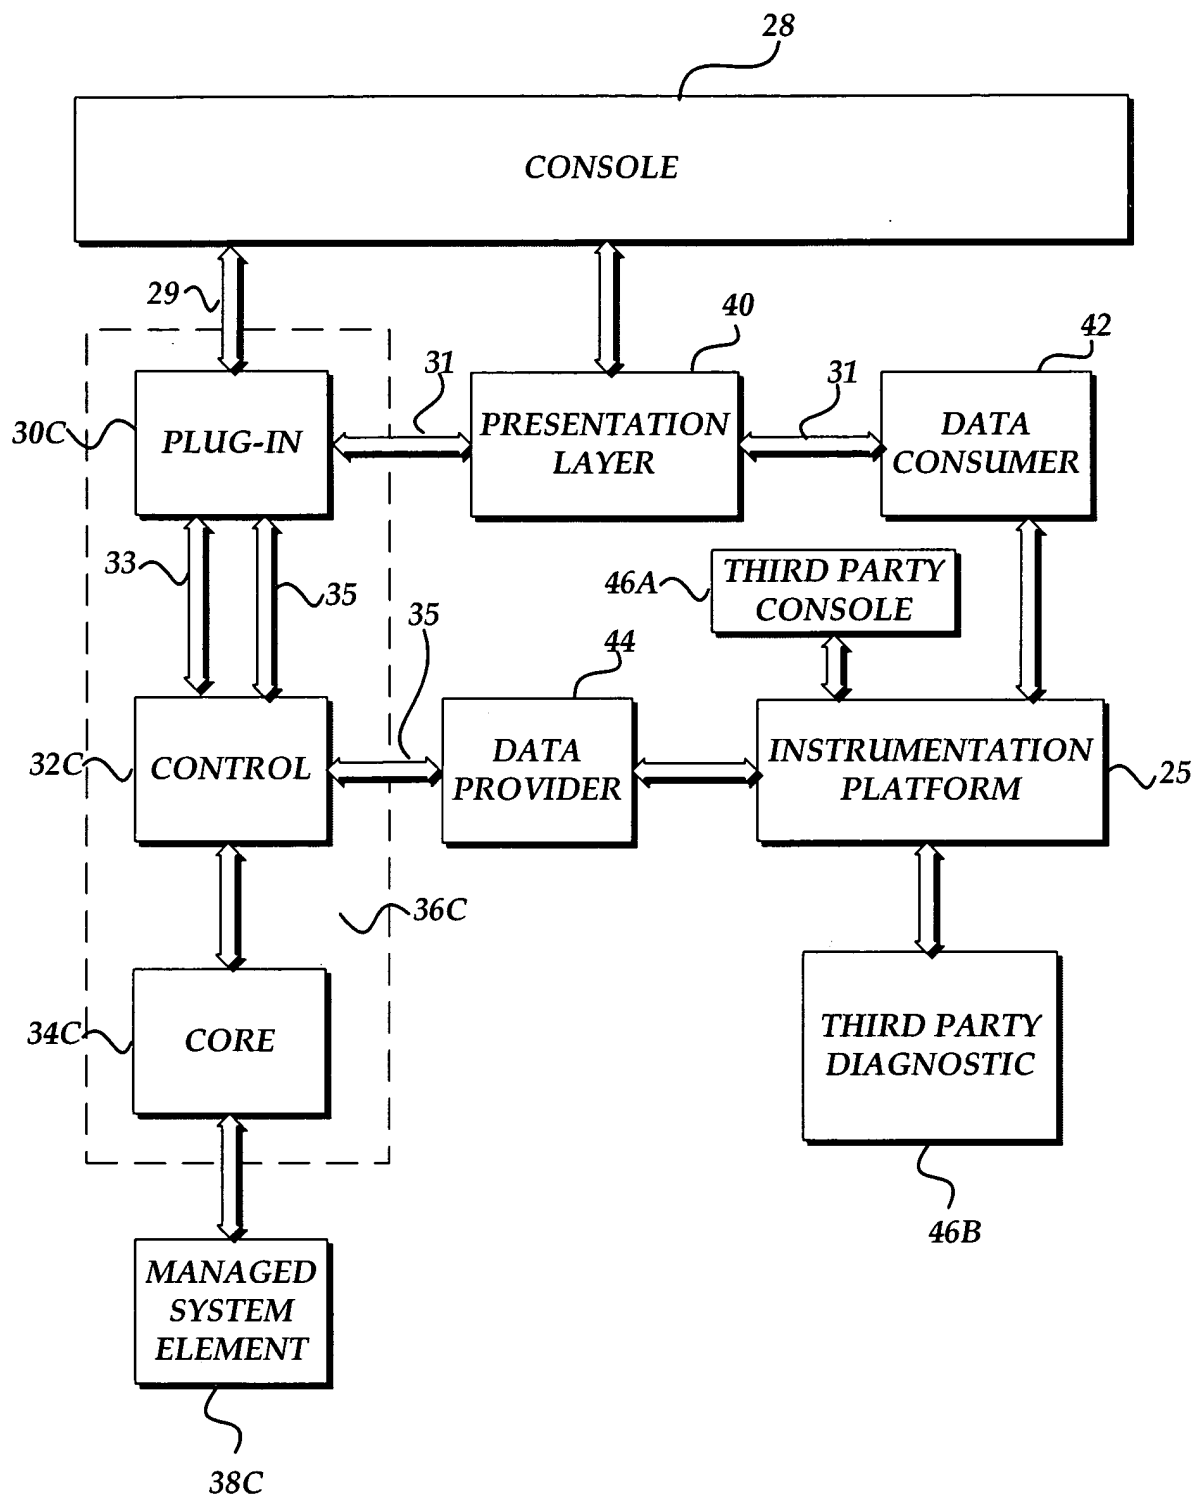 28
CONSOLE
29
40
42
31
31
30C
PLUG-IN
PRESENTATION
LAYER
DATA
CONSUMER
33
35
46A
THIRD PARTY
CONSOLE
35
44
32C
CONTROL
DATA
PROVIDER
INSTRUMENTATION
PLATFORM
25
36C
34C
CORE
THIRD PARTY
DIAGNOSTIC
46B
MANAGED
SYSTEM
ELEMENT
38C